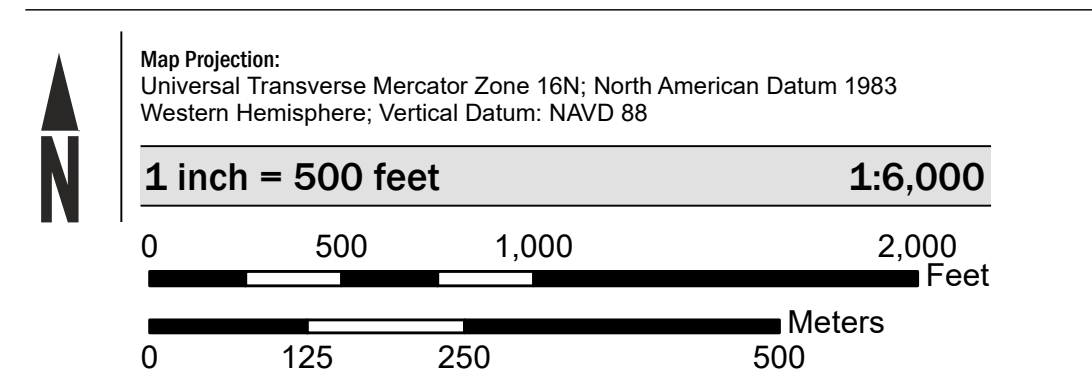 Map Projection:
Universal Transverse Mercator Zone 16N; North American Datum 1983
Western Hemisphere; Vertical Datum: NAVD 88
N
1 inch = 500 feet 1:6,000
0 500 1,000 2,000
Feet
Meters
0 125 250 500